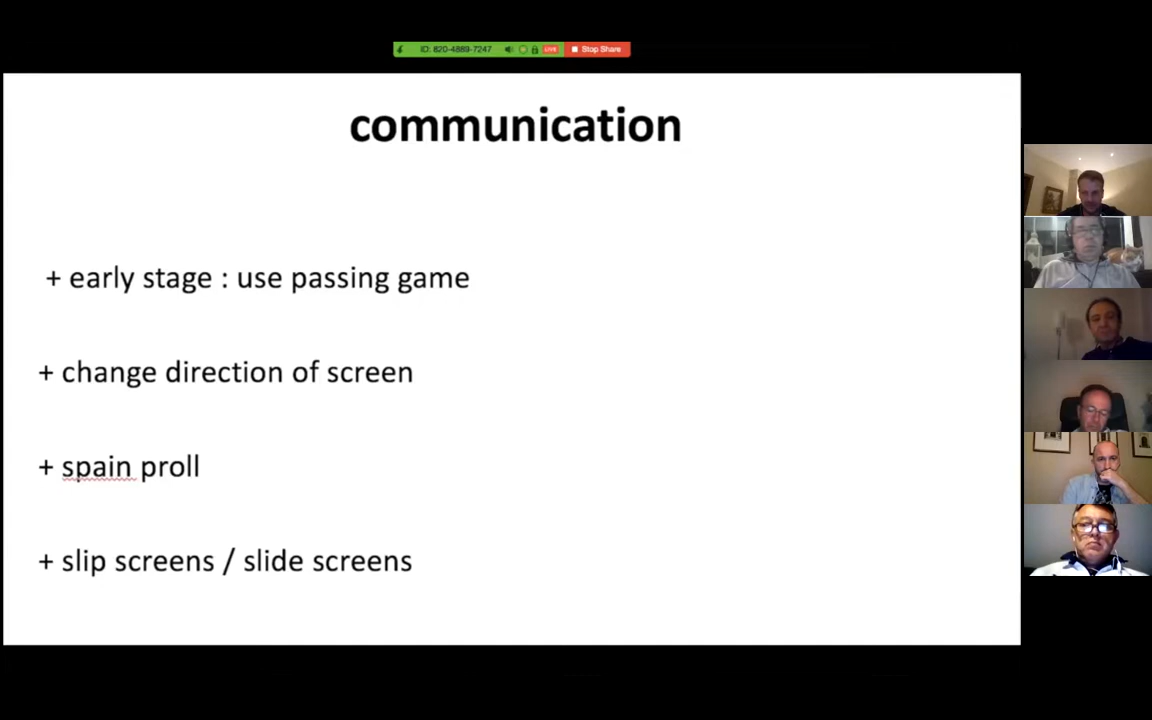 ID: 820-4889-7247 LIVE Stop Share
communication
+ early stage : use passing game
+ change direction of screen
+ spain proll
+ slip screens / slide screens